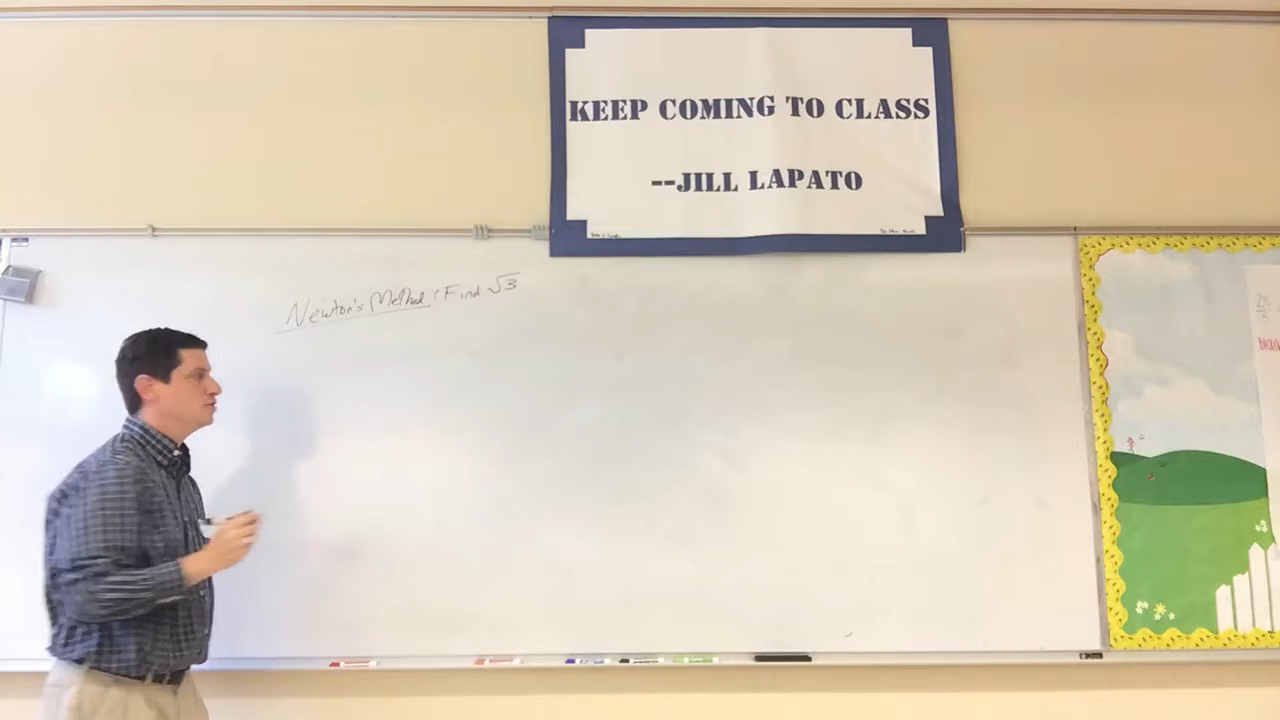 KEEP COMING TO CLASS
--JILL LAPATO
Newton's Method: Find √3